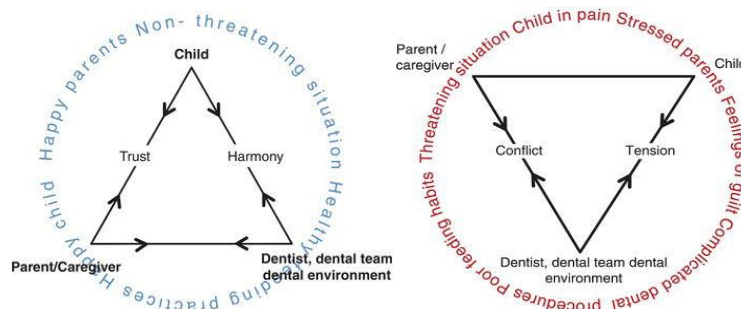 Happy child Happy parents Non- threatening situation Healthy feeding practices
Child
Trust
Harmony
Parent/Caregiver
Dentist, dental team
dental environment
Poor feeding habits Threatening situation Child in pain Stressed parents Feelings of guilt Complicated dental procedures
Parent /
caregiver
Child
Conflict
Tension
Dentist, dental team dental
environment